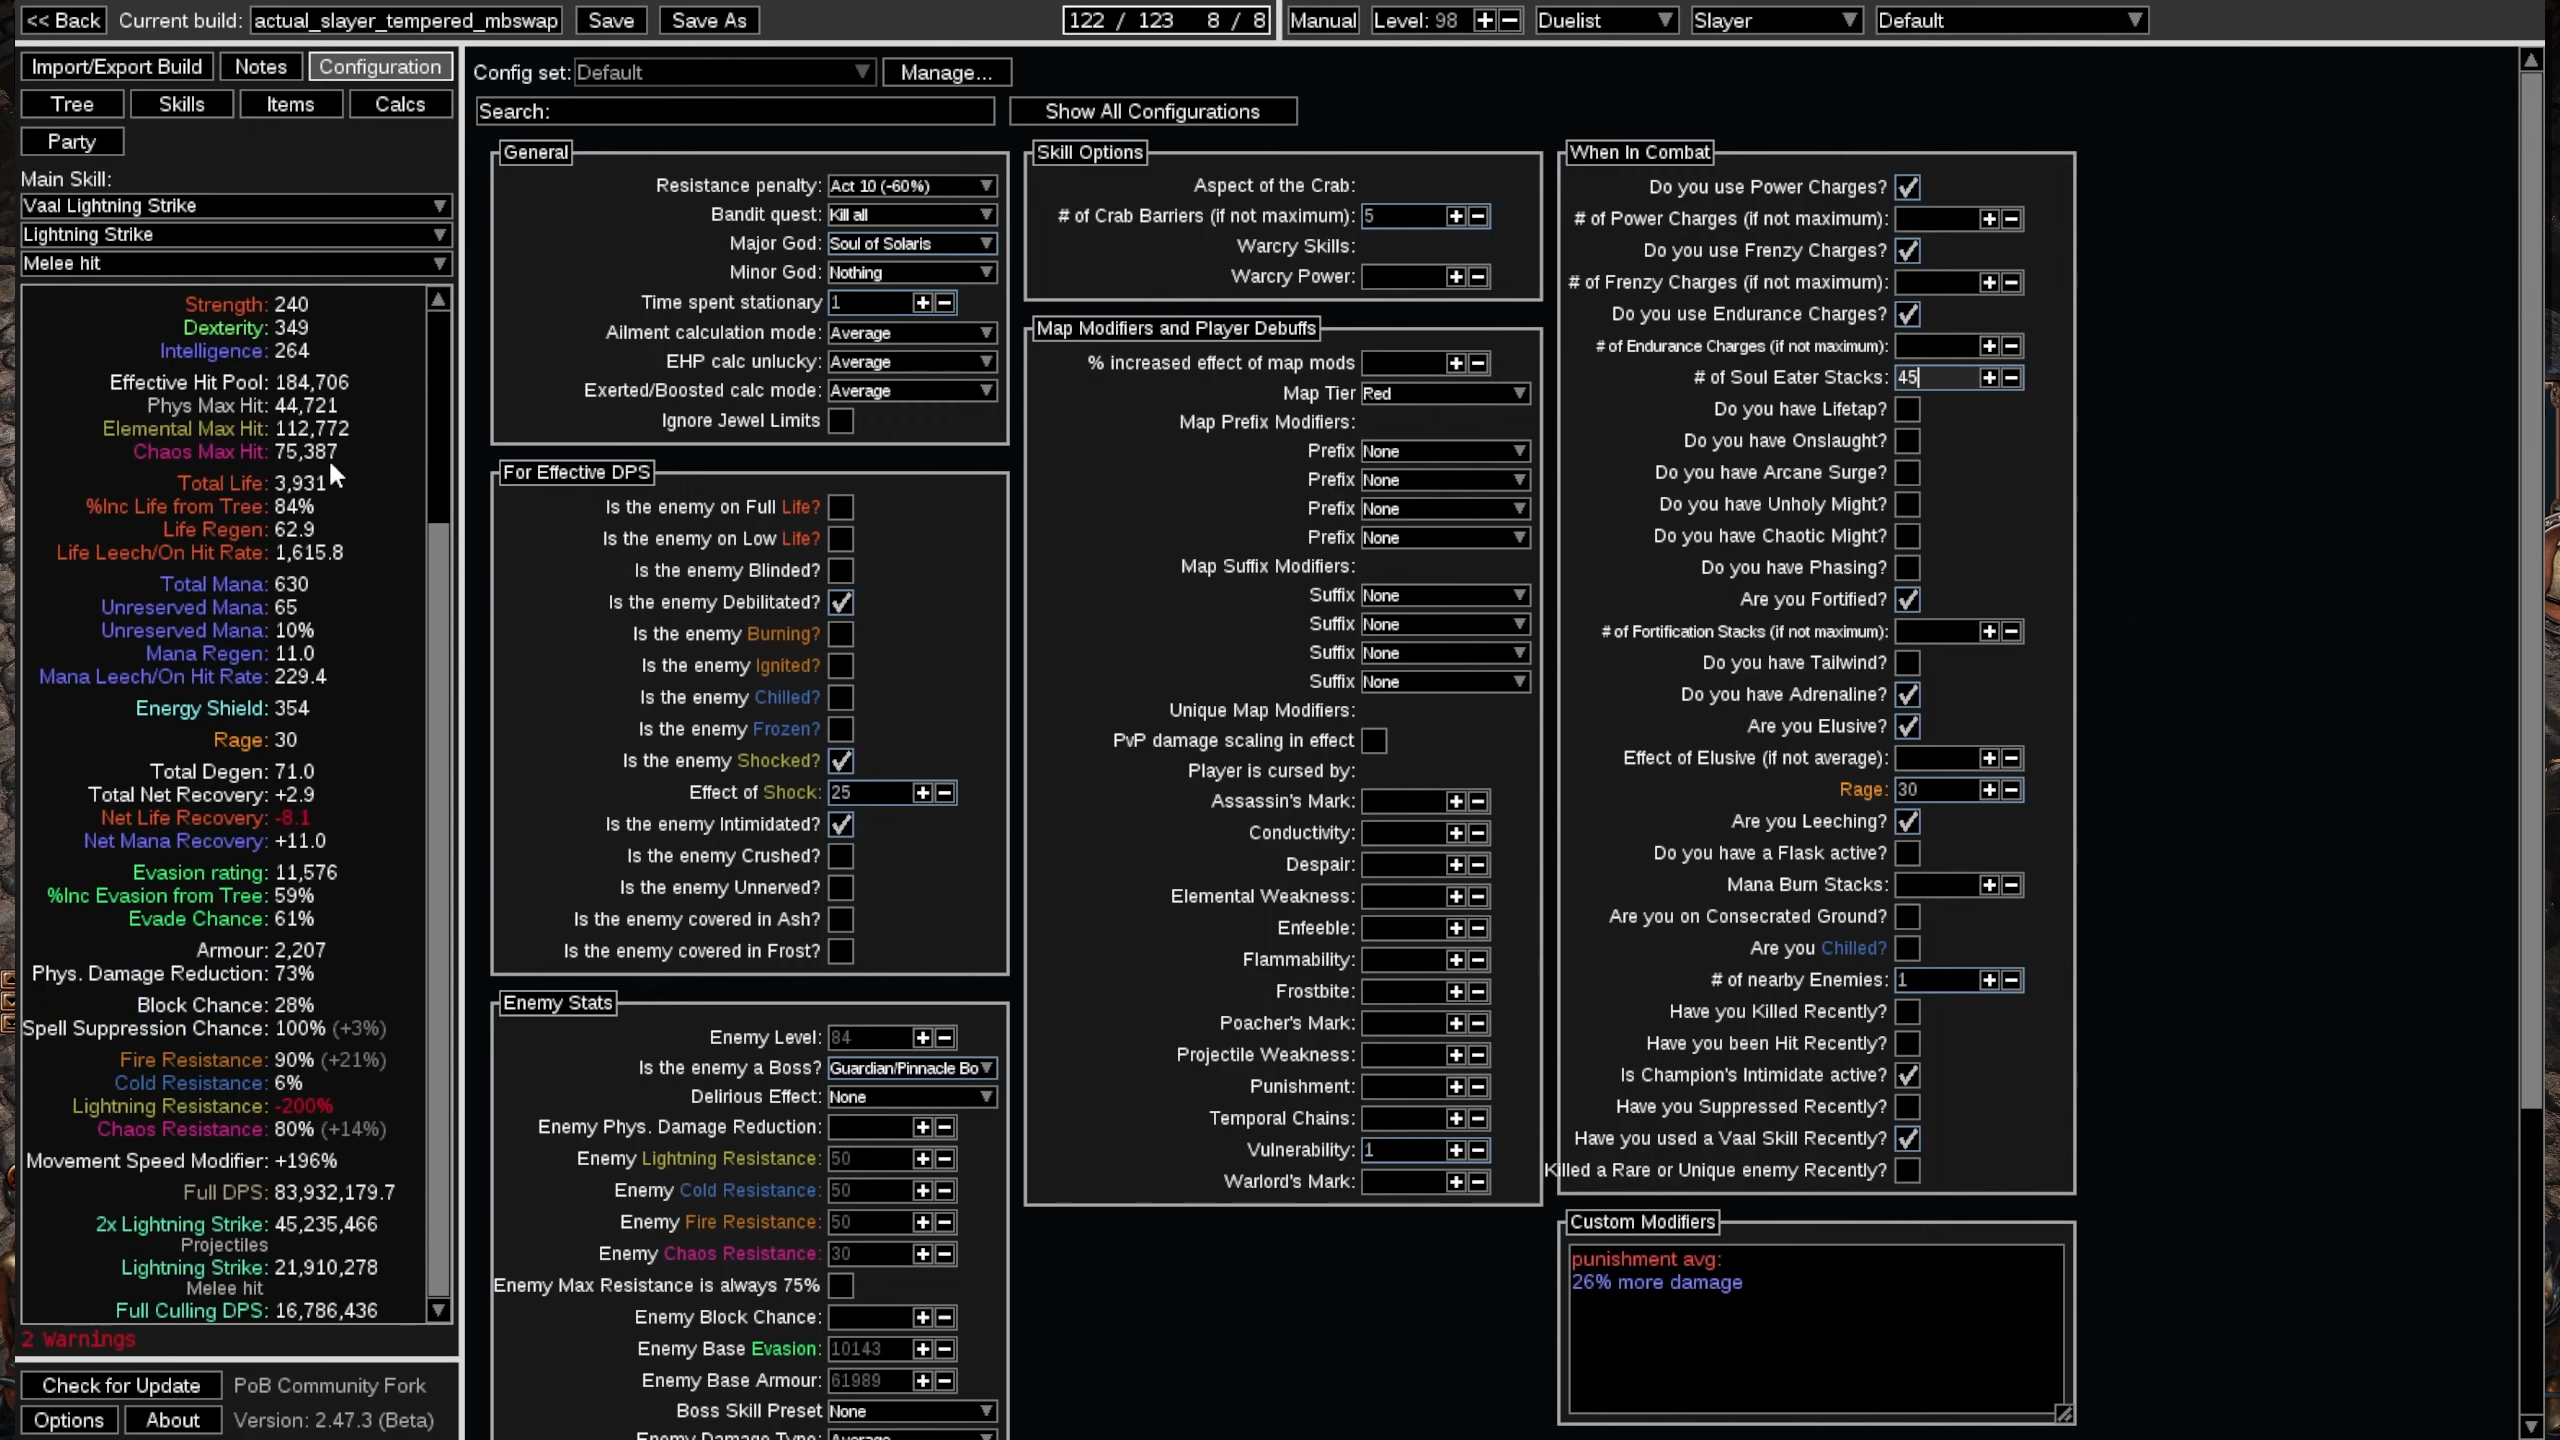 << Back Current build: actual_slayer_tempered_mbswap Save Save As 122 / 123 8 / 8 Manual Level: 98 Duelist Slayer Default
Import/Export Build Notes Configuration
Tree Skills Items Calcs
Party
Main Skill:
Vaal Lightning Strike
Lightning Strike
Melee hit
Strength: 240
Dexterity: 349
Intelligence: 264
Effective Hit Pool: 184,706
Phys Max Hit: 44,721
Elemental Max Hit: 112,772
Chaos Max Hit: 75,387
Total Life: 3,931
%Inc Life from Tree: 84%
Life Regen: 62.9
Life Leech/On Hit Rate: 1,615.8
Total Mana: 630
Unreserved Mana: 65
Unreserved Mana: 10%
Mana Regen: 11.0
Mana Leech/On Hit Rate: 229.4
Energy Shield: 354
Rage: 30
Total Degen: 71.0
Total Net Recovery: +2.9
Net Life Recovery: -8.1
Net Mana Recovery: +11.0
Evasion rating: 11,576
%Inc Evasion from Tree: 59%
Evade Chance: 61%
Armour: 2,207
Phys. Damage Reduction: 73%
Block Chance: 28%
Spell Suppression Chance: 100% (+3%)
Fire Resistance: 90% (+21%)
Cold Resistance: 6%
Lightning Resistance: -200%
Chaos Resistance: 80% (+14%)
Movement Speed Modifier: +196%
Full DPS: 83,932,179.7
2x Lightning Strike: 45,235,466
Projectiles
Lightning Strike: 21,910,278
Melee hit
Full Culling DPS: 16,786,436
2 Warnings
Check for Update PoB Community Fork
Options About Version: 2.47.3 (Beta)
Config set: Default Manage...
Search: Show All Configurations
General
Resistance penalty: Act 10 (-60%)
Bandit quest: Kill all
Major God: Soul of Solaris
Minor God: Nothing
Time spent stationary 1
Ailment calculation mode: Average
EHP calc unlucky: Average
Exerted/Boosted calc mode: Average
Ignore Jewel Limits
For Effective DPS
Is the enemy on Full Life?
Is the enemy on Low Life?
Is the enemy Blinded?
Is the enemy Debilitated?
Is the enemy Burning?
Is the enemy Ignited?
Is the enemy Chilled?
Is the enemy Frozen?
Is the enemy Shocked?
Effect of Shock: 25
Is the enemy Intimidated?
Is the enemy Crushed?
Is the enemy Unnerved?
Is the enemy covered in Ash?
Is the enemy covered in Frost?
Enemy Stats
Enemy Level: 84
Is the enemy a Boss? Guardian/Pinnacle Bo
Delirious Effect: None
Enemy Phys. Damage Reduction:
Enemy Lightning Resistance: 50
Enemy Cold Resistance: 50
Enemy Fire Resistance: 50
Enemy Chaos Resistance: 30
Enemy Max Resistance is always 75%
Enemy Block Chance:
Enemy Base Evasion: 10143
Enemy Base Armour: 61989
Boss Skill Preset None
Enemy Damage Type: Average
Skill Options
Aspect of the Crab:
# of Crab Barriers (if not maximum): 5
Warcry Skills:
Warcry Power:
Map Modifiers and Player Debuffs
% increased effect of map mods
Map Tier Red
Map Prefix Modifiers:
Prefix None
Prefix None
Prefix None
Prefix None
Map Suffix Modifiers:
Suffix None
Suffix None
Suffix None
Suffix None
Unique Map Modifiers:
PvP damage scaling in effect
Player is cursed by:
Assassin's Mark:
Conductivity:
Despair:
Elemental Weakness:
Enfeeble:
Flammability:
Frostbite:
Poacher's Mark:
Projectile Weakness:
Punishment:
Temporal Chains:
Vulnerability: 1
Warlord's Mark:
When In Combat
Do you use Power Charges?
# of Power Charges (if not maximum):
Do you use Frenzy Charges?
# of Frenzy Charges (if not maximum):
Do you use Endurance Charges?
# of Endurance Charges (if not maximum):
# of Soul Eater Stacks: 45
Do you have Lifetap?
Do you have Onslaught?
Do you have Arcane Surge?
Do you have Unholy Might?
Do you have Chaotic Might?
Do you have Phasing?
Are you Fortified?
# of Fortification Stacks (if not maximum):
Do you have Tailwind?
Do you have Adrenaline?
Are you Elusive?
Effect of Elusive (if not average):
Rage: 30
Are you Leeching?
Do you have a Flask active?
Mana Burn Stacks:
Are you on Consecrated Ground?
Are you Chilled?
# of nearby Enemies: 1
Have you Killed Recently?
Have you been Hit Recently?
Is Champion's Intimidate active?
Have you Suppressed Recently?
Have you used a Vaal Skill Recently?
Killed a Rare or Unique enemy Recently?
Custom Modifiers
punishment avg:
26% more damage